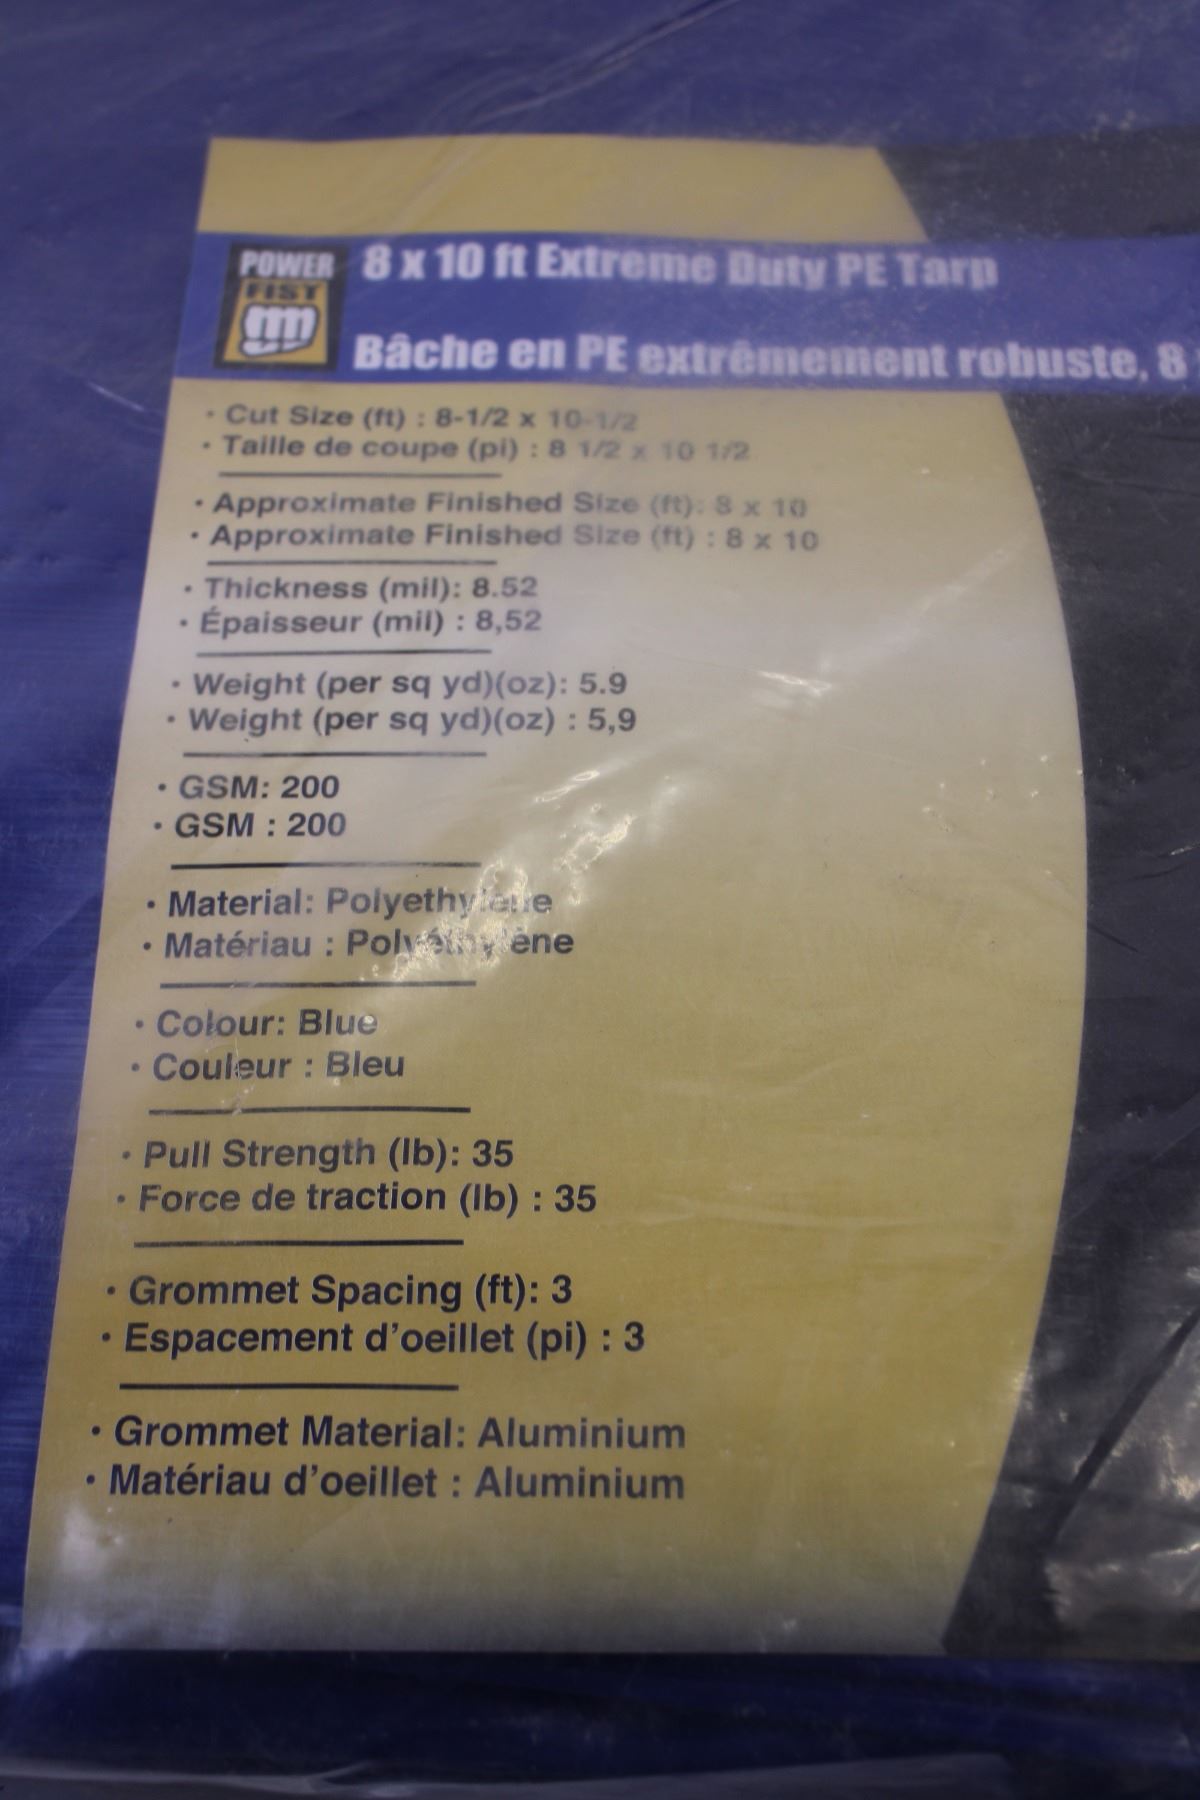 POWER
FIST
8 x 10 ft Extreme Duty PE Tarp
Bâche en PE extrêmement robuste, 8
• Cut Size (ft) : 8-1/2 x 10-1/2
• Taille de coupe (pi) : 8 1/2 x 10 1/2
• Approximate Finished Size (ft): 8 x 10
• Approximate Finished Size (ft) : 8 x 10
• Thickness (mil): 8.52
• Épaisseur (mil) : 8,52
• Weight (per sq yd)(oz): 5.9
• Weight (per sq yd)(oz) : 5,9
• GSM: 200
• GSM : 200
• Material: Polyethylene
• Matériau : Polyéthylène
• Colour: Blue
• Couleur : Bleu
• Pull Strength (lb): 35
• Force de traction (lb) : 35
• Grommet Spacing (ft): 3
• Espacement d'oeillet (pi) : 3
• Grommet Material: Aluminium
• Matériau d'oeillet : Aluminium